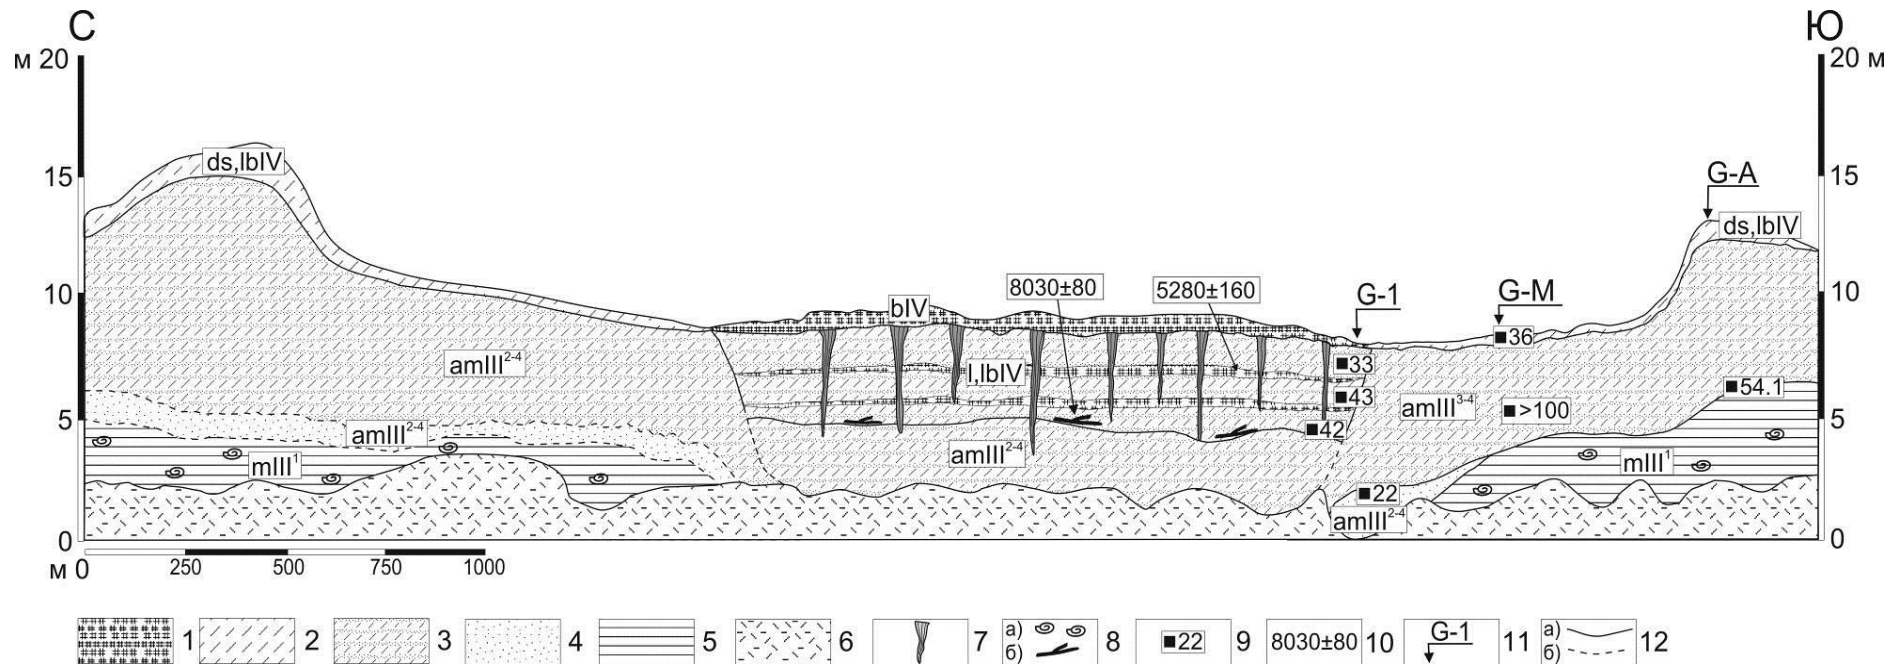 С Ю
м 20 20 м
15 15
10 10
5 5
0 0
ds,lbIV
G-A
ds,lbIV
8030±80 5280±160
G-1 G-M
bIV
36
amIII²⁻⁴
l,lbIV
33
43
54.1
amIII³⁻⁴ >100
amIII²⁻⁴
42
amIII²⁻⁴
mIII¹
mIII¹
22
amIII²⁻⁴
м 0 250 500 750 1000
1 2 3 4 5 6 7 а) б) 8 22 9 8030±80 10 G-1 11 а) б) 12